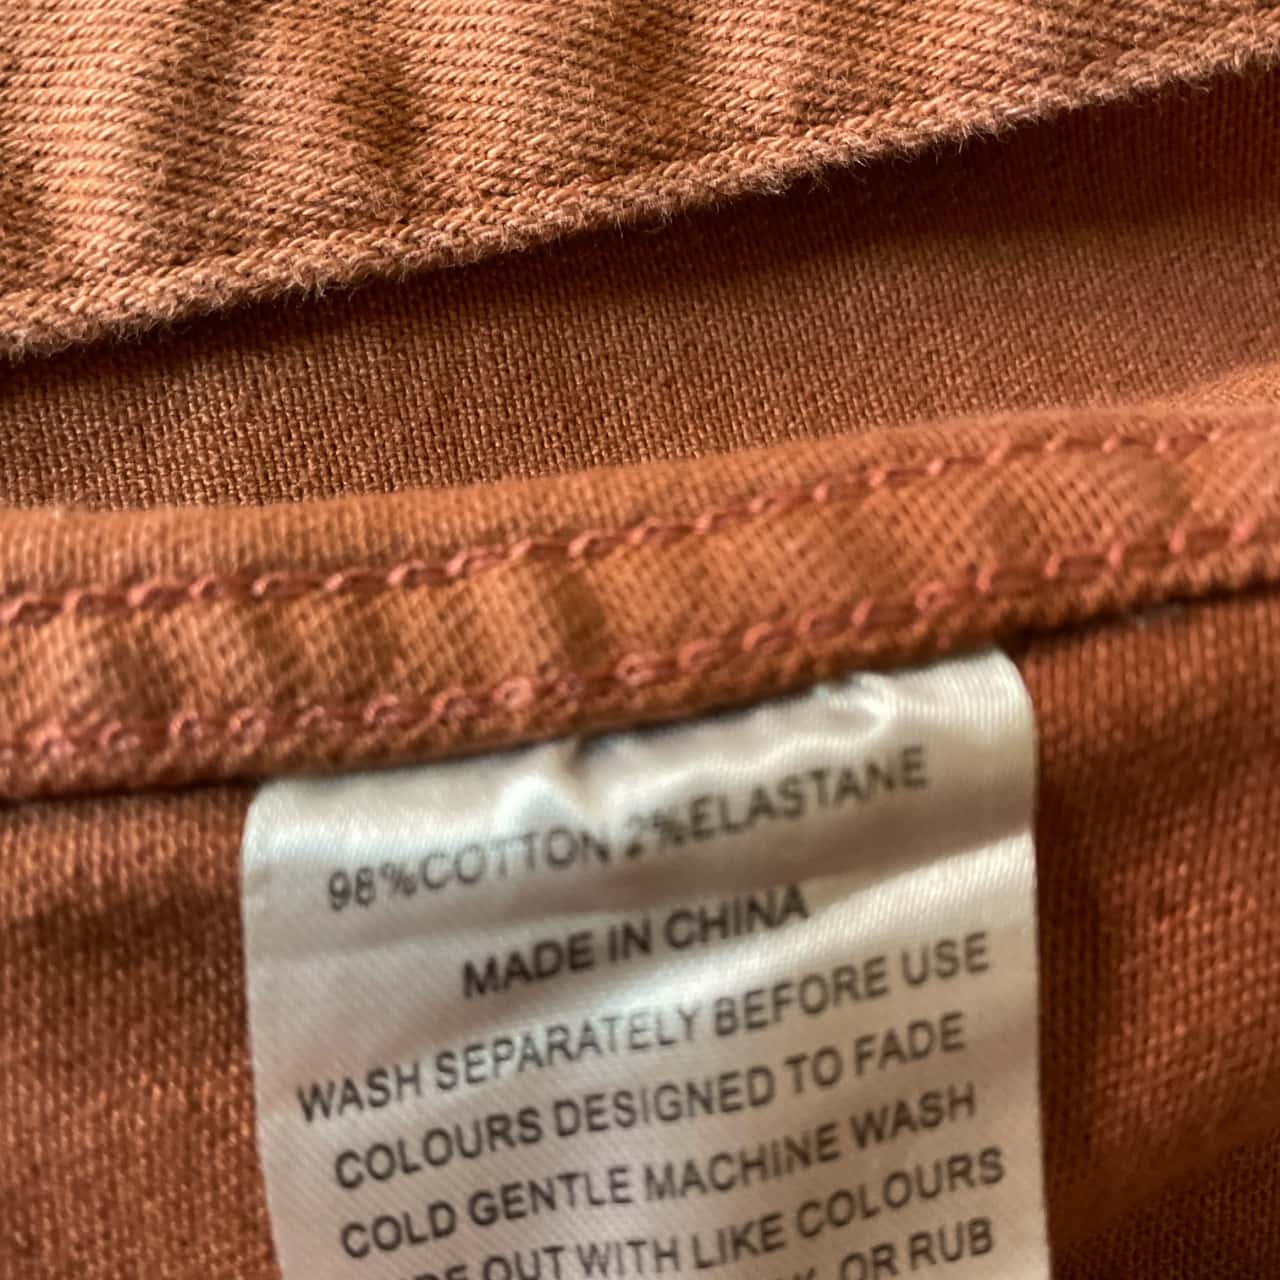 98%COTTON 2%ELASTANE
MADE IN CHINA
WASH SEPARATELY BEFORE USE
COLOURS DESIGNED TO FADE
COLD GENTLE MACHINE WASH
OUT WITH LIKE COLOURS
OR RUB